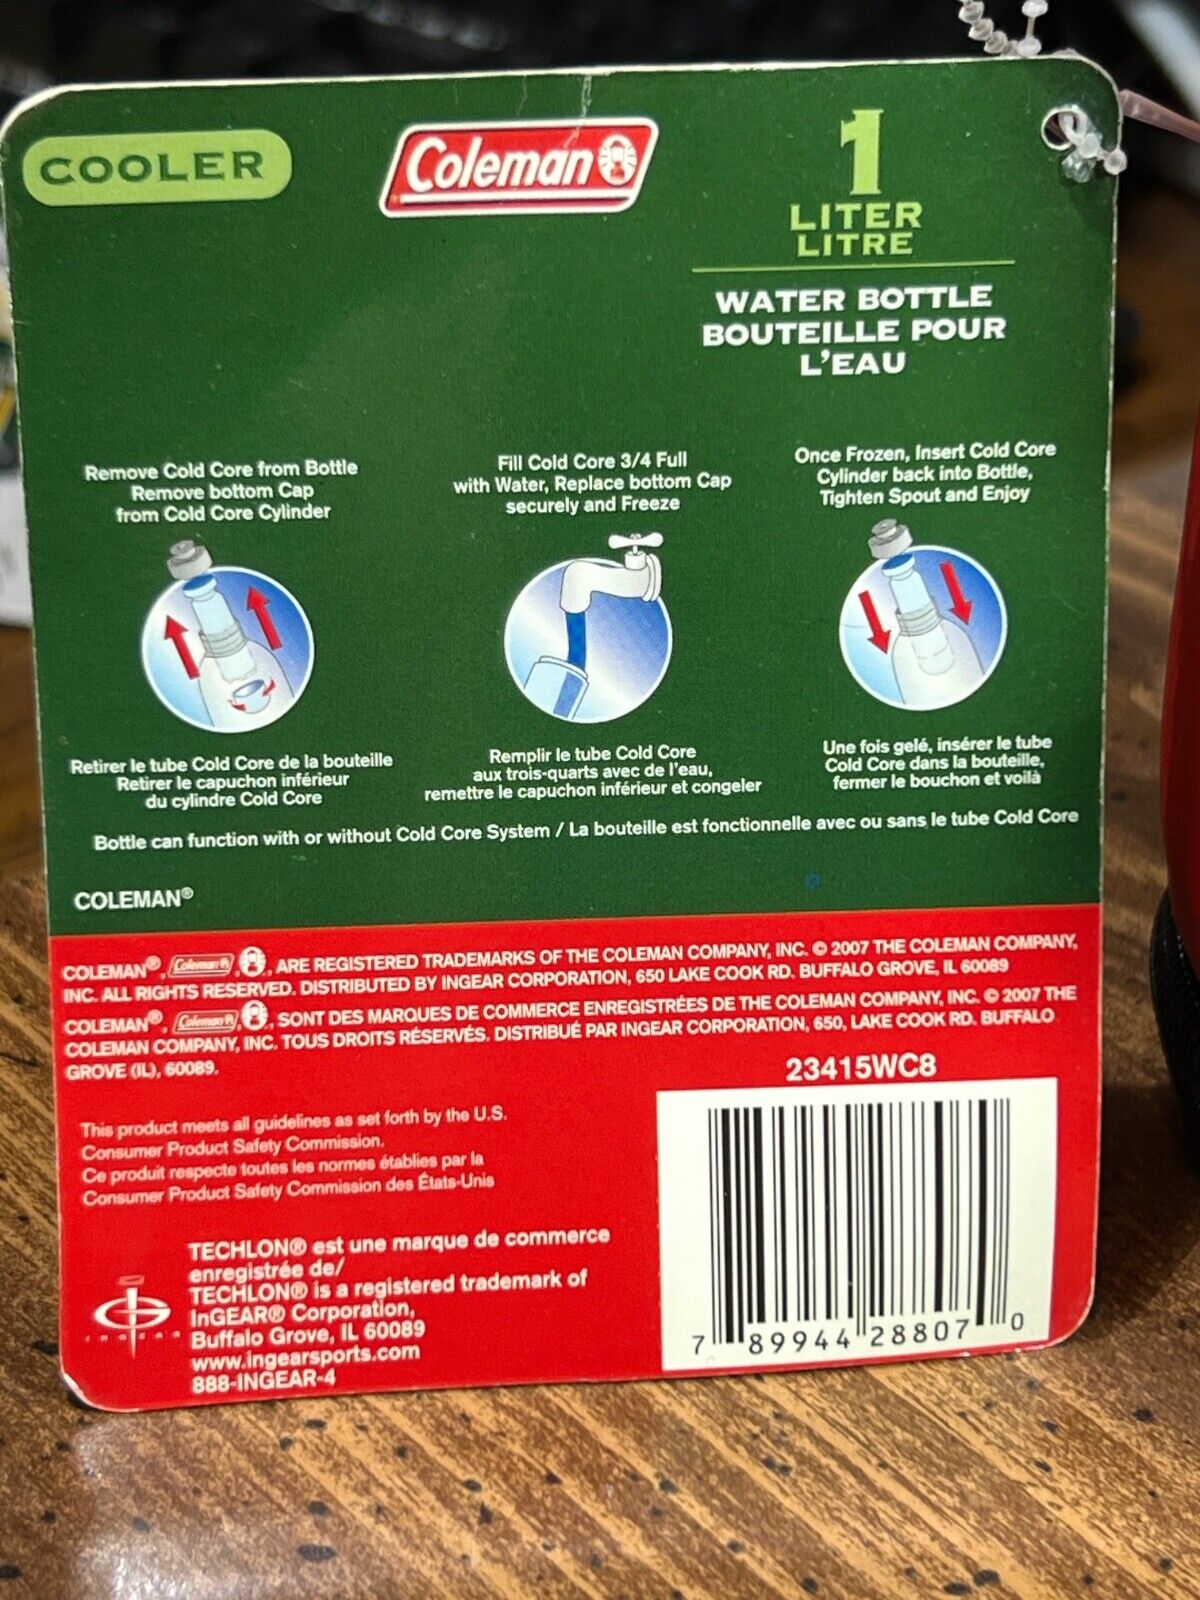 COOLER
Coleman
1
LITER
LITRE
WATER BOTTLE
BOUTEILLE POUR
L'EAU
Remove Cold Core from Bottle
Remove bottom Cap
from Cold Core Cylinder
Fill Cold Core 3/4 Full
with Water, Replace bottom Cap
securely and Freeze
Once Frozen, Insert Cold Core
Cylinder back into Bottle,
Tighten Spout and Enjoy
Retirer le tube Cold Core de la bouteille
Retirer le capuchon inférieur
du cylindre Cold Core
Remplir le tube Cold Core
aux trois-quarts avec de l'eau,
remettre le capuchon inférieur et congeler
Une fois gelé, insérer le tube
Cold Core dans la bouteille,
fermer le bouchon et voilà
Bottle can function with or without Cold Core System / La bouteille est fonctionnelle avec ou sans le tube Cold Core
COLEMAN®
COLEMAN®, Coleman, , ARE REGISTERED TRADEMARKS OF THE COLEMAN COMPANY, INC. © 2007 THE COLEMAN COMPANY,
INC. ALL RIGHTS RESERVED. DISTRIBUTED BY INGEAR CORPORATION, 650 LAKE COOK RD. BUFFALO GROVE, IL 60089
COLEMAN®, Coleman, , SONT DES MARQUES DE COMMERCE ENREGISTRÉES DE THE COLEMAN COMPANY, INC. © 2007 THE
COLEMAN COMPANY, INC. TOUS DROITS RÉSERVÉS. DISTRIBUÉ PAR INGEAR CORPORATION, 650, LAKE COOK RD. BUFFALO
GROVE (IL), 60089.
23415WC8
This product meets all guidelines as set forth by the U.S.
Consumer Product Safety Commission.
Ce produit respecte toutes les normes établies par la
Consumer Product Safety Commission des États-Unis
TECHLON® est une marque de commerce
enregistrée de/
TECHLON® is a registered trademark of
InGEAR® Corporation,
Buffalo Grove, IL 60089
www.ingearsports.com
888-INGEAR-4
INGEAR
7 89944 28807 0